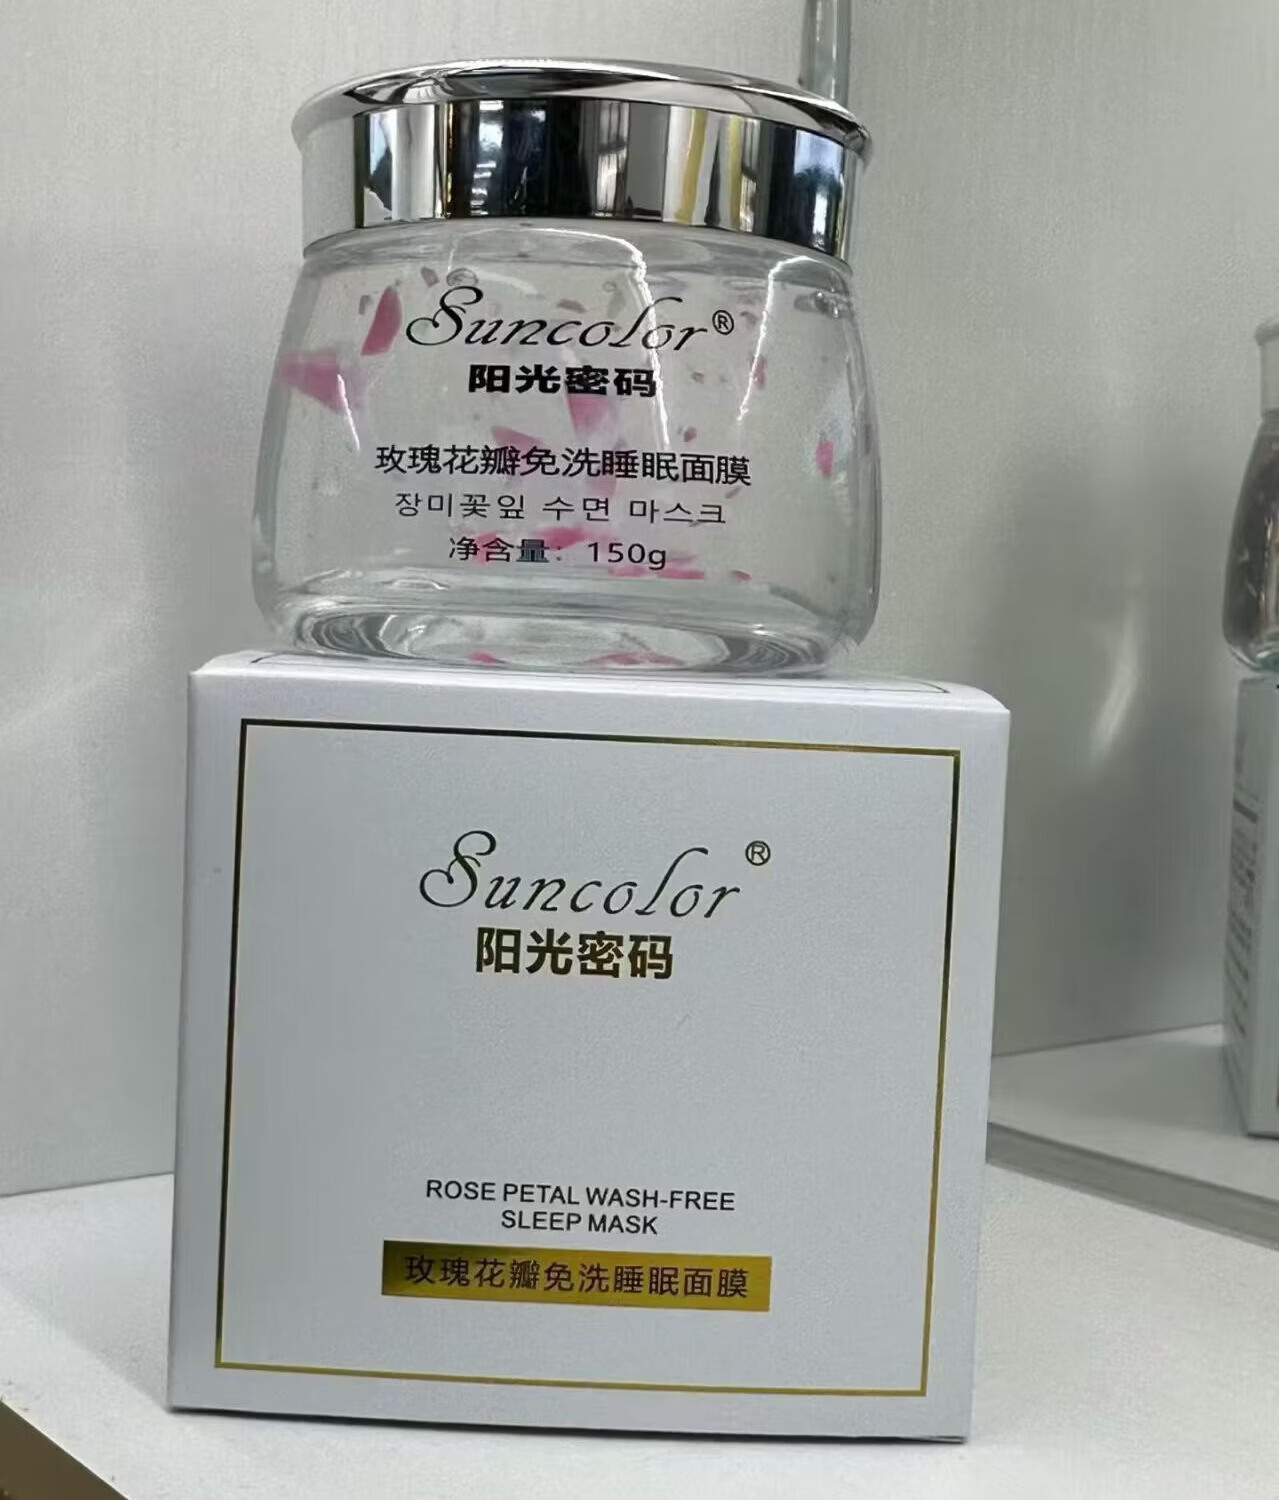 Suncolor®
阳光密码
玫瑰花瓣免洗睡眠面膜
장미꽃잎 수면 마스크
净含量：150g
Suncolor®
阳光密码
ROSE PETAL WASH-FREE
SLEEP MASK
玫瑰花瓣免洗睡眠面膜